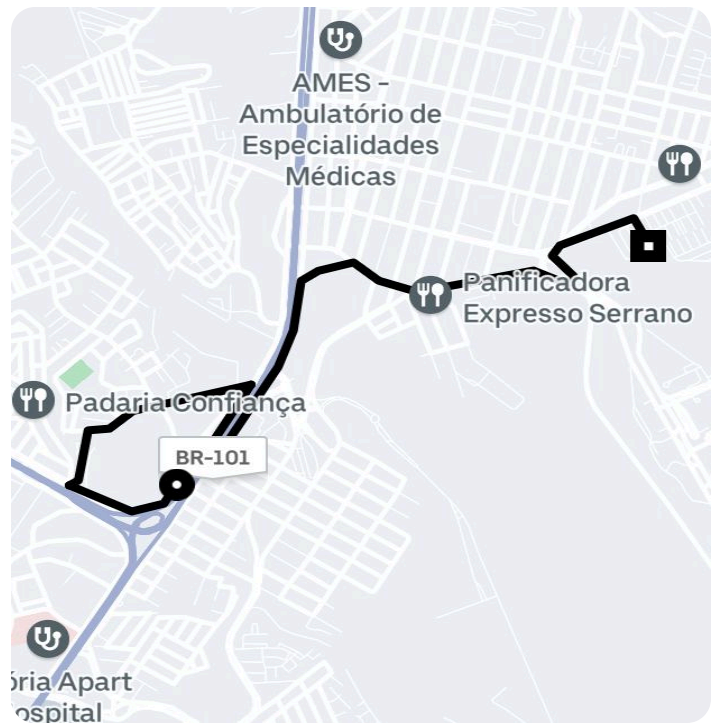 AMES -
Ambulatório de
Especialidades
Médicas
Panificadora
Expresso Serrano
Padaria Confiança
BR-101
ória Apart
ospital